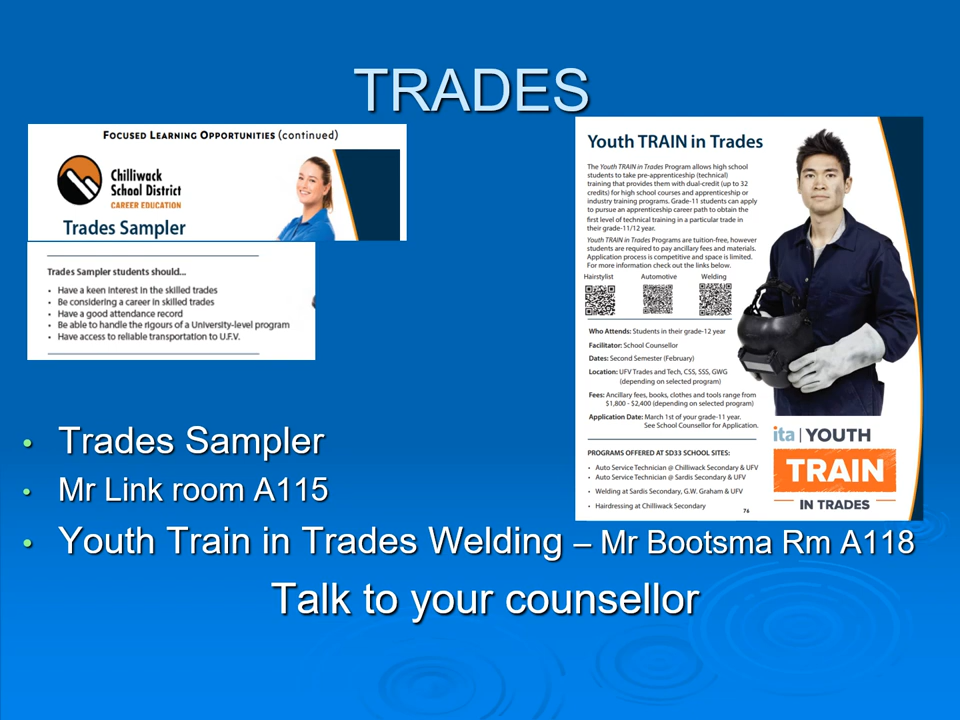 TRADES
FOCUSED LEARNING OPPORTUNITIES (continued)
Chilliwack
School District
CAREER EDUCATION
Trades Sampler
Trades Sampler students should...
• Have a keen interest in the skilled trades
• Be considering a career in skilled trades
• Have a good attendance record
• Be able to handle the rigours of a University-level program
• Have access to reliable transportation to U.F.V.
Youth TRAIN in Trades
The Youth TRAIN in Trades Program allows high school
students to take pre-apprenticeship (technical)
training that provides them with dual-credit (up to 32
credits) for high school courses and apprenticeship or
industry training programs. Grade-11 students can apply
to pursue an apprenticeship career path to obtain the
first level of technical training in a particular trade in
their grade-11/12 year.
Youth TRAIN in Trades Programs are tuition-free, however
students are required to pay ancillary fees and materials.
Application process is competitive and space is limited.
For more information check out the links below.
Hairstylist Automotive Welding
Who Attends: Students in their grade-12 year
Facilitator: School Counsellor
Dates: Second Semester (February)
Location: UFV Trades and Tech, CSS, SSS, GWG
(depending on selected program)
Fees: Ancillary fees, books, clothes and tools range from
$1,800 - $2,400 (depending on selected program)
Application Date: March 1st of your grade-11 year.
See School Counsellor for Application.
PROGRAMS OFFERED AT SD33 SCHOOL SITES:
• Auto Service Technician @ Chilliwack Secondary & UFV
• Auto Service Technician @ Sardis Secondary & UFV
• Welding at Sardis Secondary, G.W. Graham & UFV
• Hairdressing at Chilliwack Secondary
76
ita | YOUTH
TRAIN
IN TRADES
• Trades Sampler
• Mr Link room A115
• Youth Train in Trades Welding – Mr Bootsma Rm A118
Talk to your counsellor